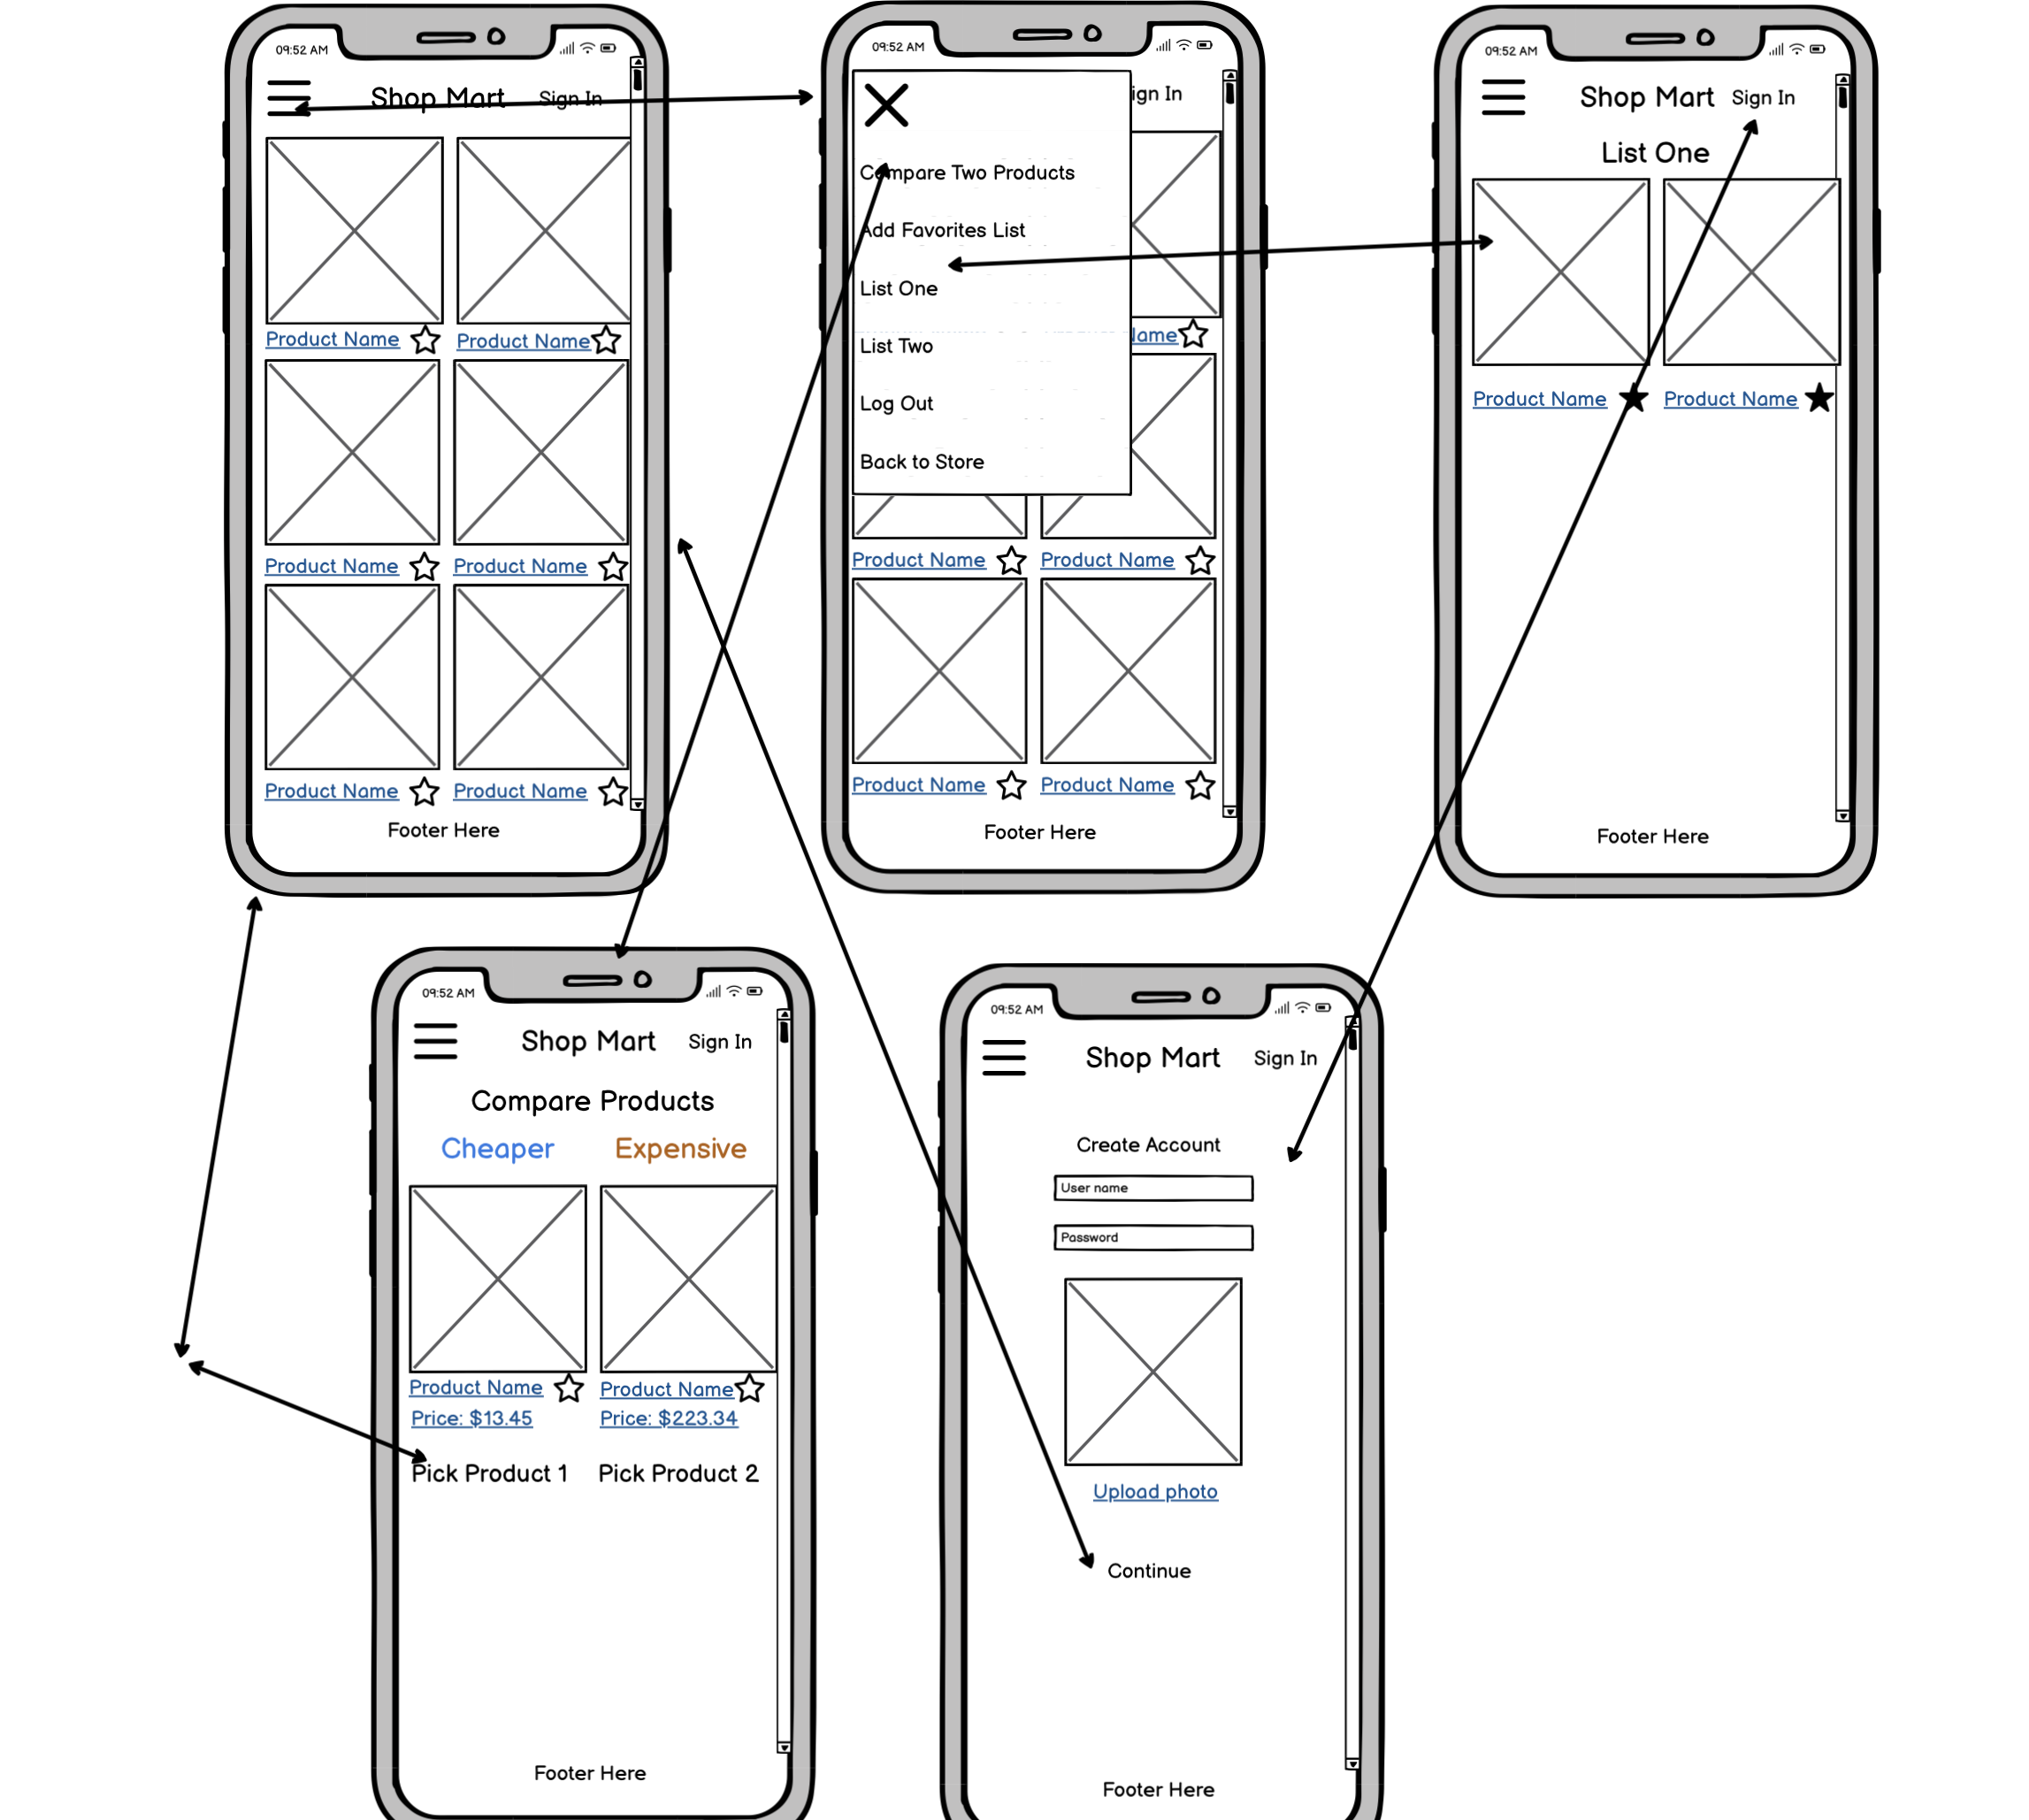 09:52 AM
Shop Mart Sign In
Product Name Product Name
Product Name Product Name
Product Name Product Name
Footer Here
09:52 AM
ign In
Compare Two Products
Add Favorites List
List One
List Two
Log Out
Back to Store
Name
Product Name Product Name
Product Name Product Name
Footer Here
09:52 AM
Shop Mart Sign In
List One
Product Name Product Name
Footer Here
09:52 AM
Shop Mart Sign In
Compare Products
Cheaper Expensive
Product Name Product Name
Price: $13.45 Price: $223.34
Pick Product 1 Pick Product 2
Footer Here
09:52 AM
Shop Mart Sign In
Create Account
User name
Password
Upload photo
Continue
Footer Here